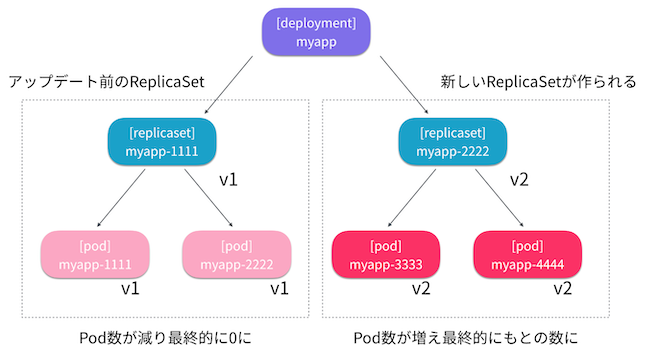 [deployment]
myapp
アップデート前のReplicaSet
新しいReplicaSetが作られる
[replicaset]
myapp-1111
v1
[replicaset]
myapp-2222
v2
[pod]
myapp-1111
v1
[pod]
myapp-2222
v1
[pod]
myapp-3333
v2
[pod]
myapp-4444
v2
Pod数が減り最終的に0に
Pod数が増え最終的にもとの数に